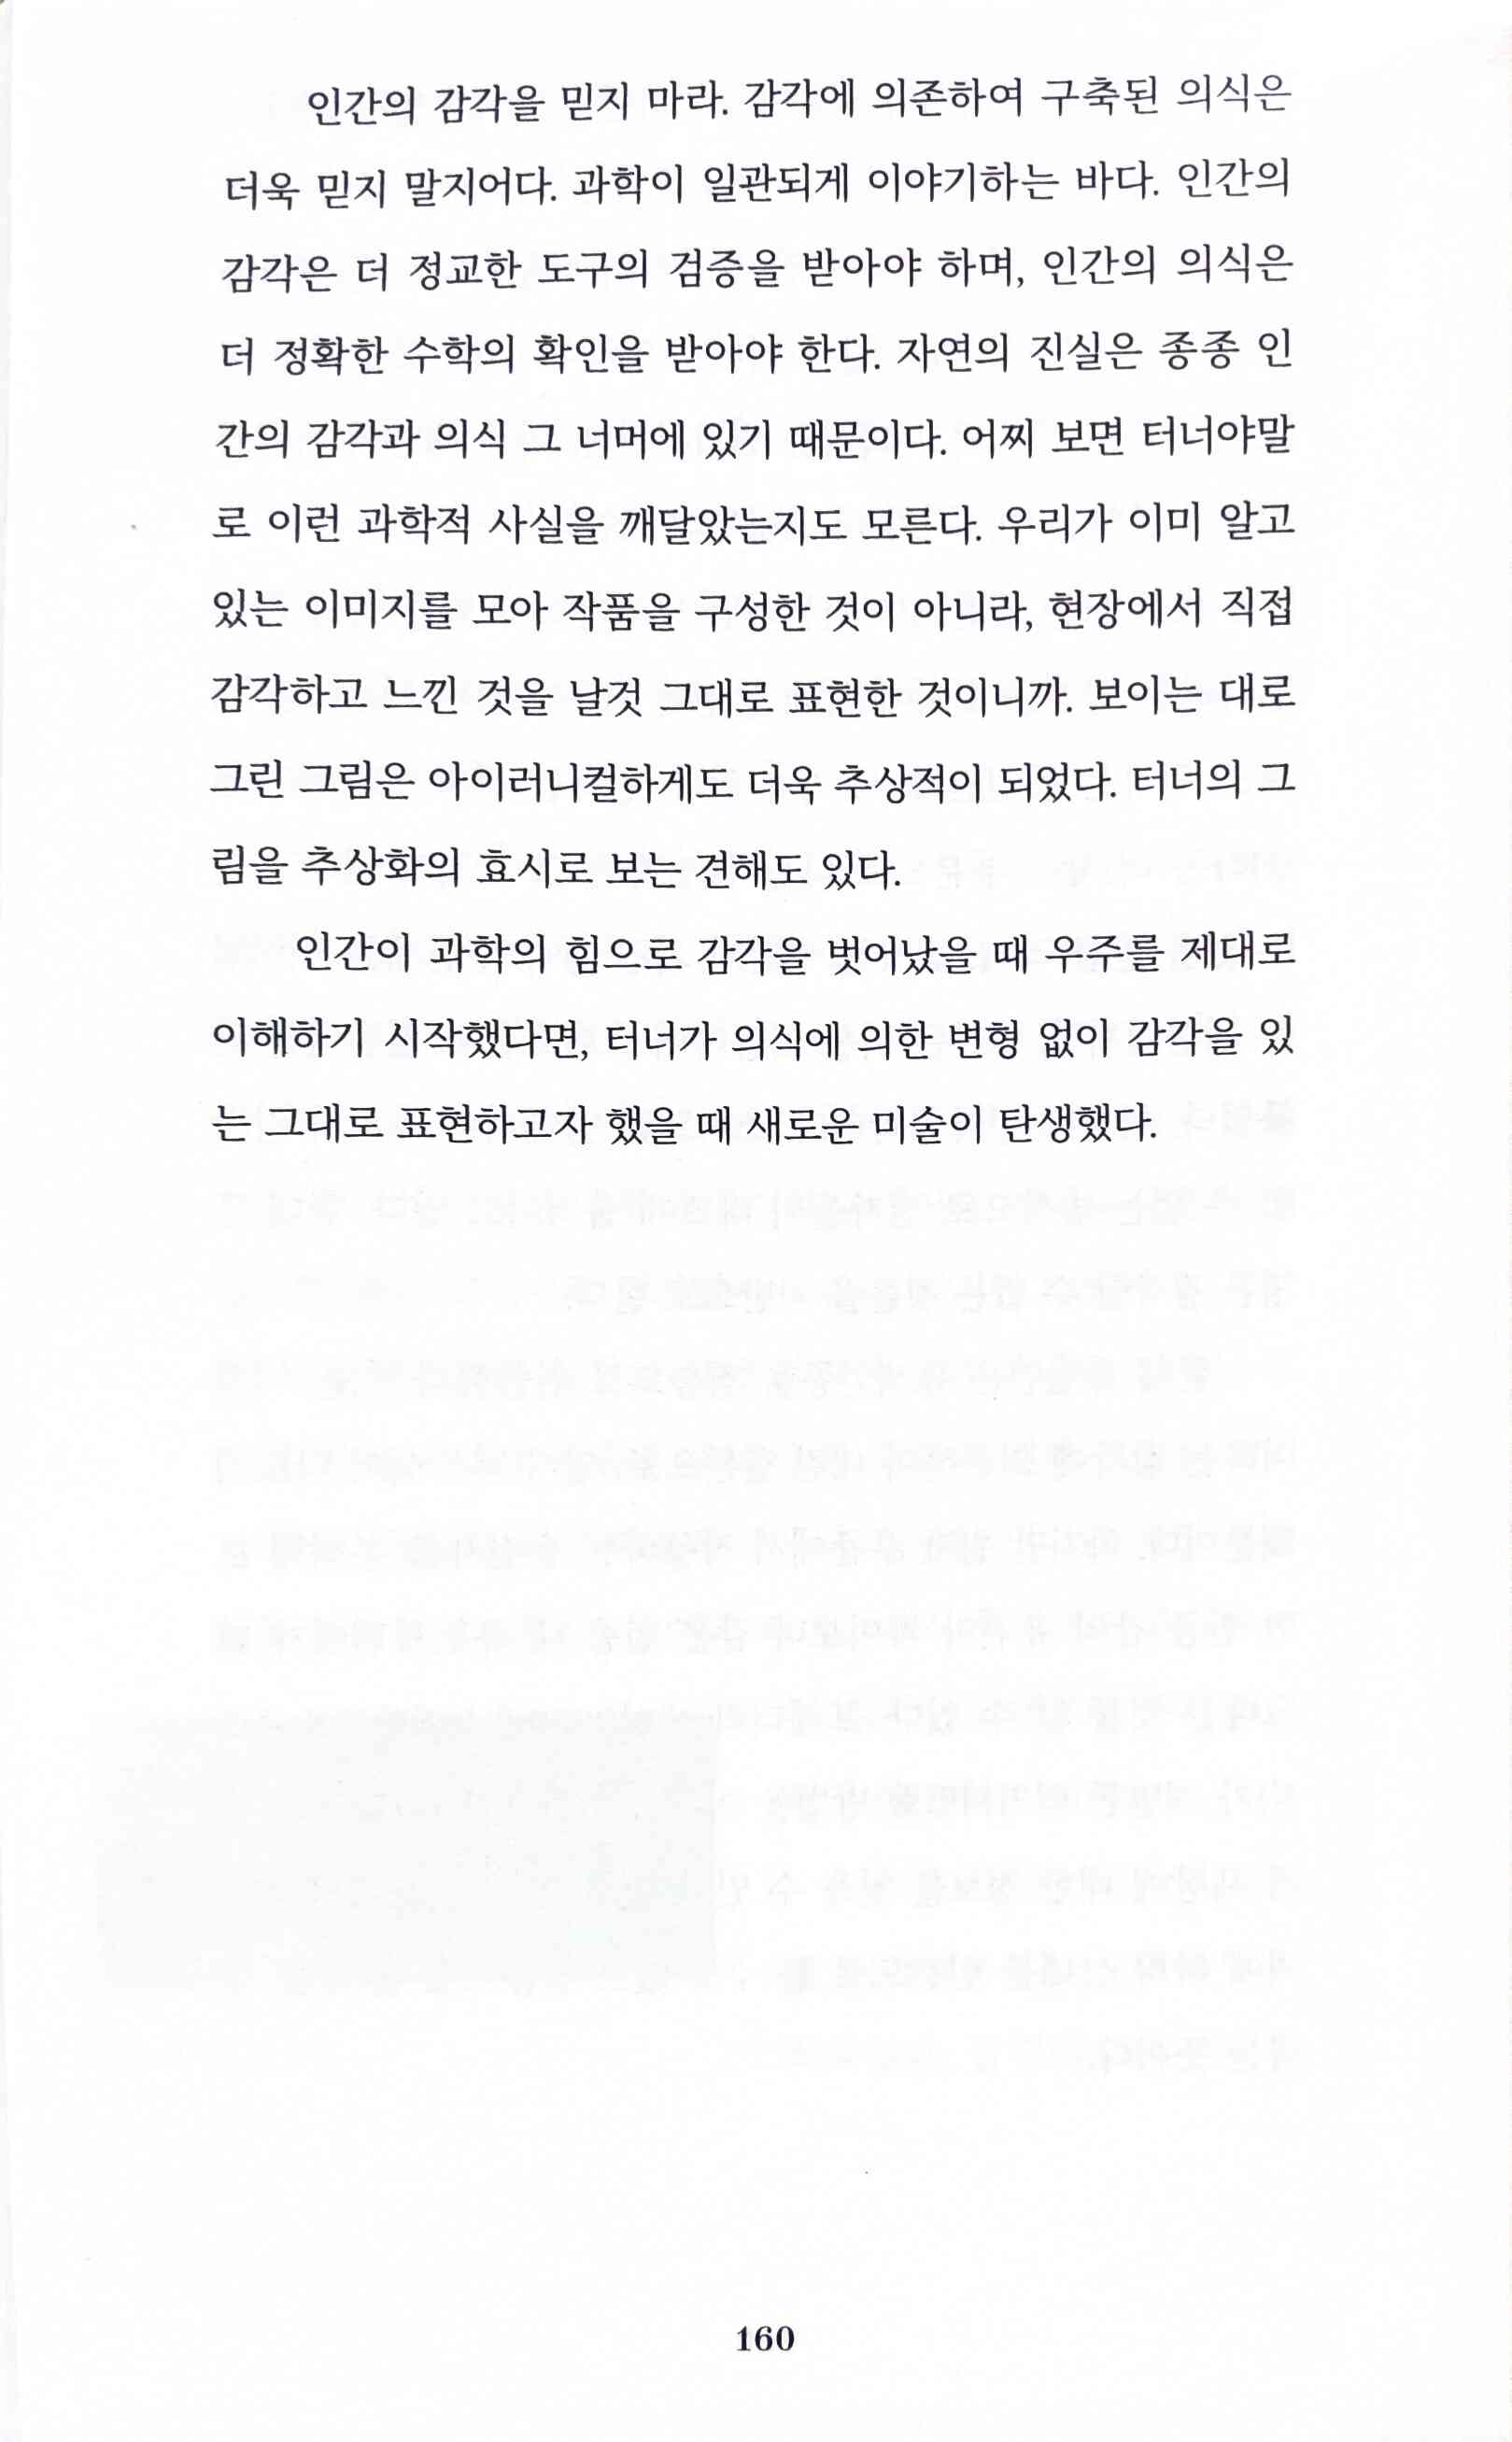 인간의 감각을 믿지 마라. 감각에 의존하여 구축된 의식은
더욱 믿지 말지어다. 과학이 일관되게 이야기하는 바다. 인간의
감각은 더 정교한 도구의 검증을 받아야 하며, 인간의 의식은
더 정확한 수학의 확인을 받아야 한다. 자연의 진실은 종종 인
간의 감각과 의식 그 너머에 있기 때문이다. 어찌 보면 터너야말
로 이런 과학적 사실을 깨달았는지도 모른다. 우리가 이미 알고
있는 이미지를 모아 작품을 구성한 것이 아니라, 현장에서 직접
감각하고 느낀 것을 날것 그대로 표현한 것이니까. 보이는 대로
그린 그림은 아이러니컬하게도 더욱 추상적이 되었다. 터너의 그
림을 추상화의 효시로 보는 견해도 있다.
인간이 과학의 힘으로 감각을 벗어났을 때 우주를 제대로
이해하기 시작했다면, 터너가 의식에 의한 변형 없이 감각을 있
는 그대로 표현하고자 했을 때 새로운 미술이 탄생했다.
160